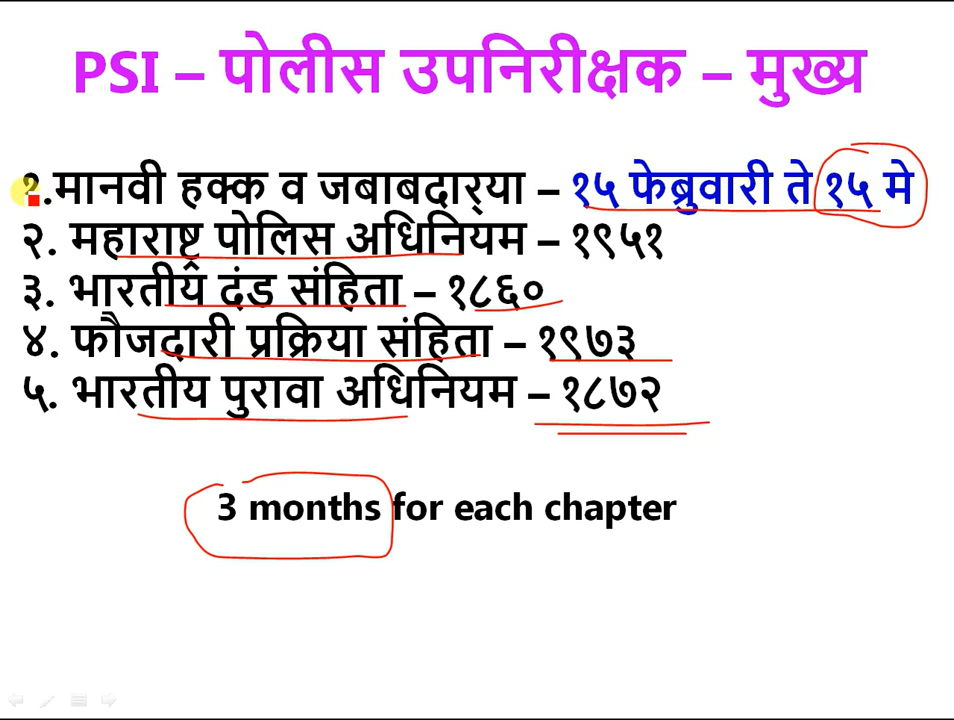 PSI – पोलीस उपनिरीक्षक – मुख्य
१.मानवी हक्क व जबाबदाऱ्या – १५ फेब्रुवारी ते १५ मे
२. महाराष्ट्र पोलिस अधिनियम – १९५१
३. भारतीय दंड संहिता – १८६०
४. फौजदारी प्रक्रिया संहिता – १९७३
५. भारतीय पुरावा अधिनियम – १८७२
3 months for each chapter